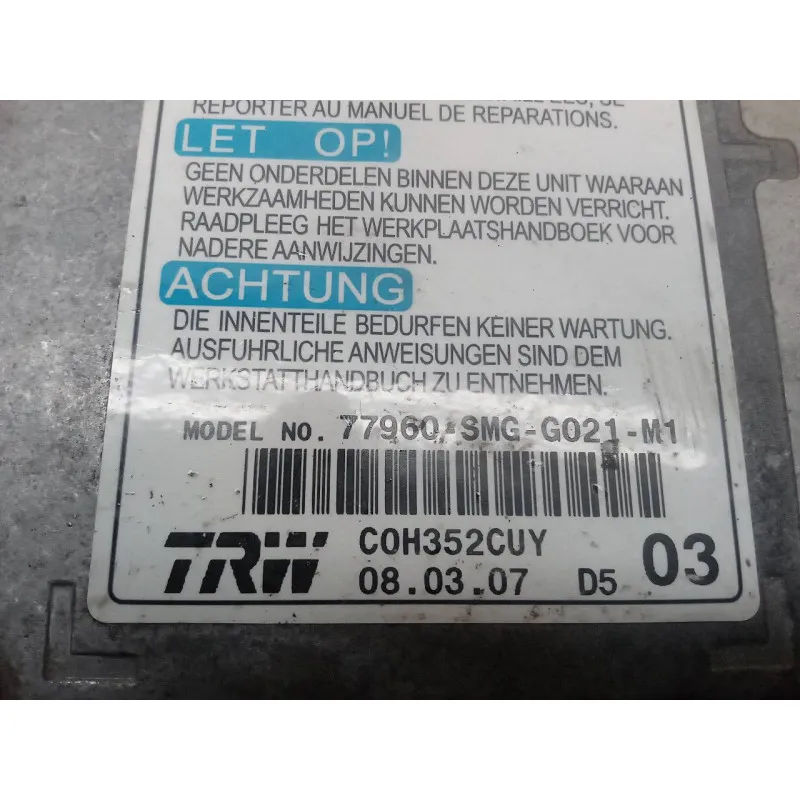 REPORTER AU MANUEL DE REPARATIONS.
LET OP!
GEEN ONDERDELEN BINNEN DEZE UNIT WAARAAN
WERKZAAMHEDEN KUNNEN WORDEN VERRICHT.
RAADPLEEG HET WERKPLAATSHANDBOEK VOOR
NADERE AANWIJZINGEN.
ACHTUNG
DIE INNENTEILE BEDURFEN KEINER WARTUNG.
AUSFUHRLICHE ANWEISUNGEN SIND DEM
WERKSTATTHANDBUCH ZU ENTNEHMEN.
MODEL NO. 77960-SMG-G021-M1
TRW C0H352CUY 03
08.03.07 D5